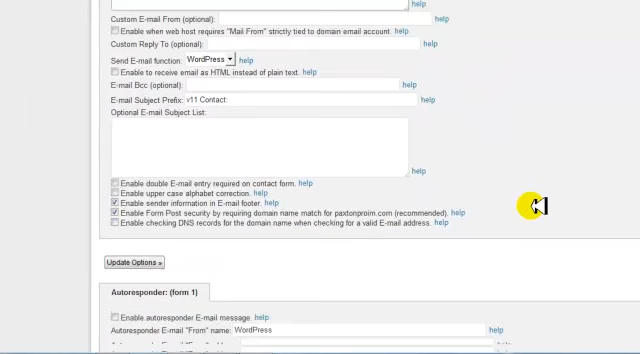 help
Custom E-mail From (optional): help
Enable when web host requires "Mail From" strictly tied to domain email account. help
Custom Reply To (optional): help
Send E-mail function: WordPress help
Enable to receive email as HTML instead of plain text. help
E-mail Bcc (optional): help
E-mail Subject Prefix: v11 Contact: help
Optional E-mail Subject List:
help
Enable double E-mail entry required on contact form. help
Enable upper case alphabet correction. help
Enable sender information in E-mail footer. help
Enable Form Post security by requiring domain name match for paxtonproim.com (recommended). help
Enable checking DNS records for the domain name when checking for a valid E-mail address. help
Update Options »
Autoresponder: (form 1)
Enable autoresponder E-mail message. help
Autoresponder E-mail "From" name: WordPress help